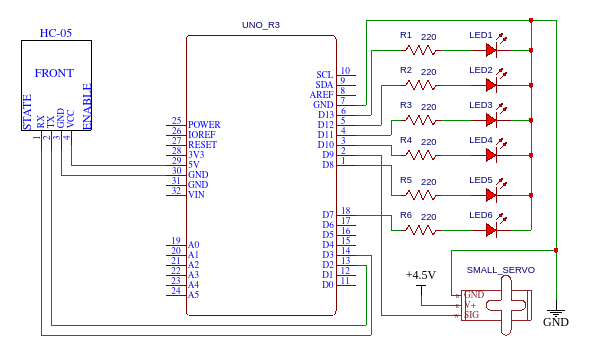 HC-05
FRONT
STATE
RX
TX
GND
VCC
ENABLE
1
2
3
4
UNO_R3
25 POWER
26 IOREF
27 RESET
28 3V3
29 5V
30 GND
31 GND
32 VIN
19 A0
20 A1
21 A2
22 A3
23 A4
24 A5
SCL 10
SDA 9
AREF 8
GND 7
D13 6
D12 5
D11 4
D10 3
D9 2
D8 1
D7 18
D6 17
D5 16
D4 15
D3 14
D2 13
D1 12
D0 11
R1 220 LED1
R2 220 LED2
R3 220 LED3
R4 220 LED4
R5 220 LED5
R6 220 LED6
+4.5V
SMALL_SERVO
GND
V+
SIG
GND